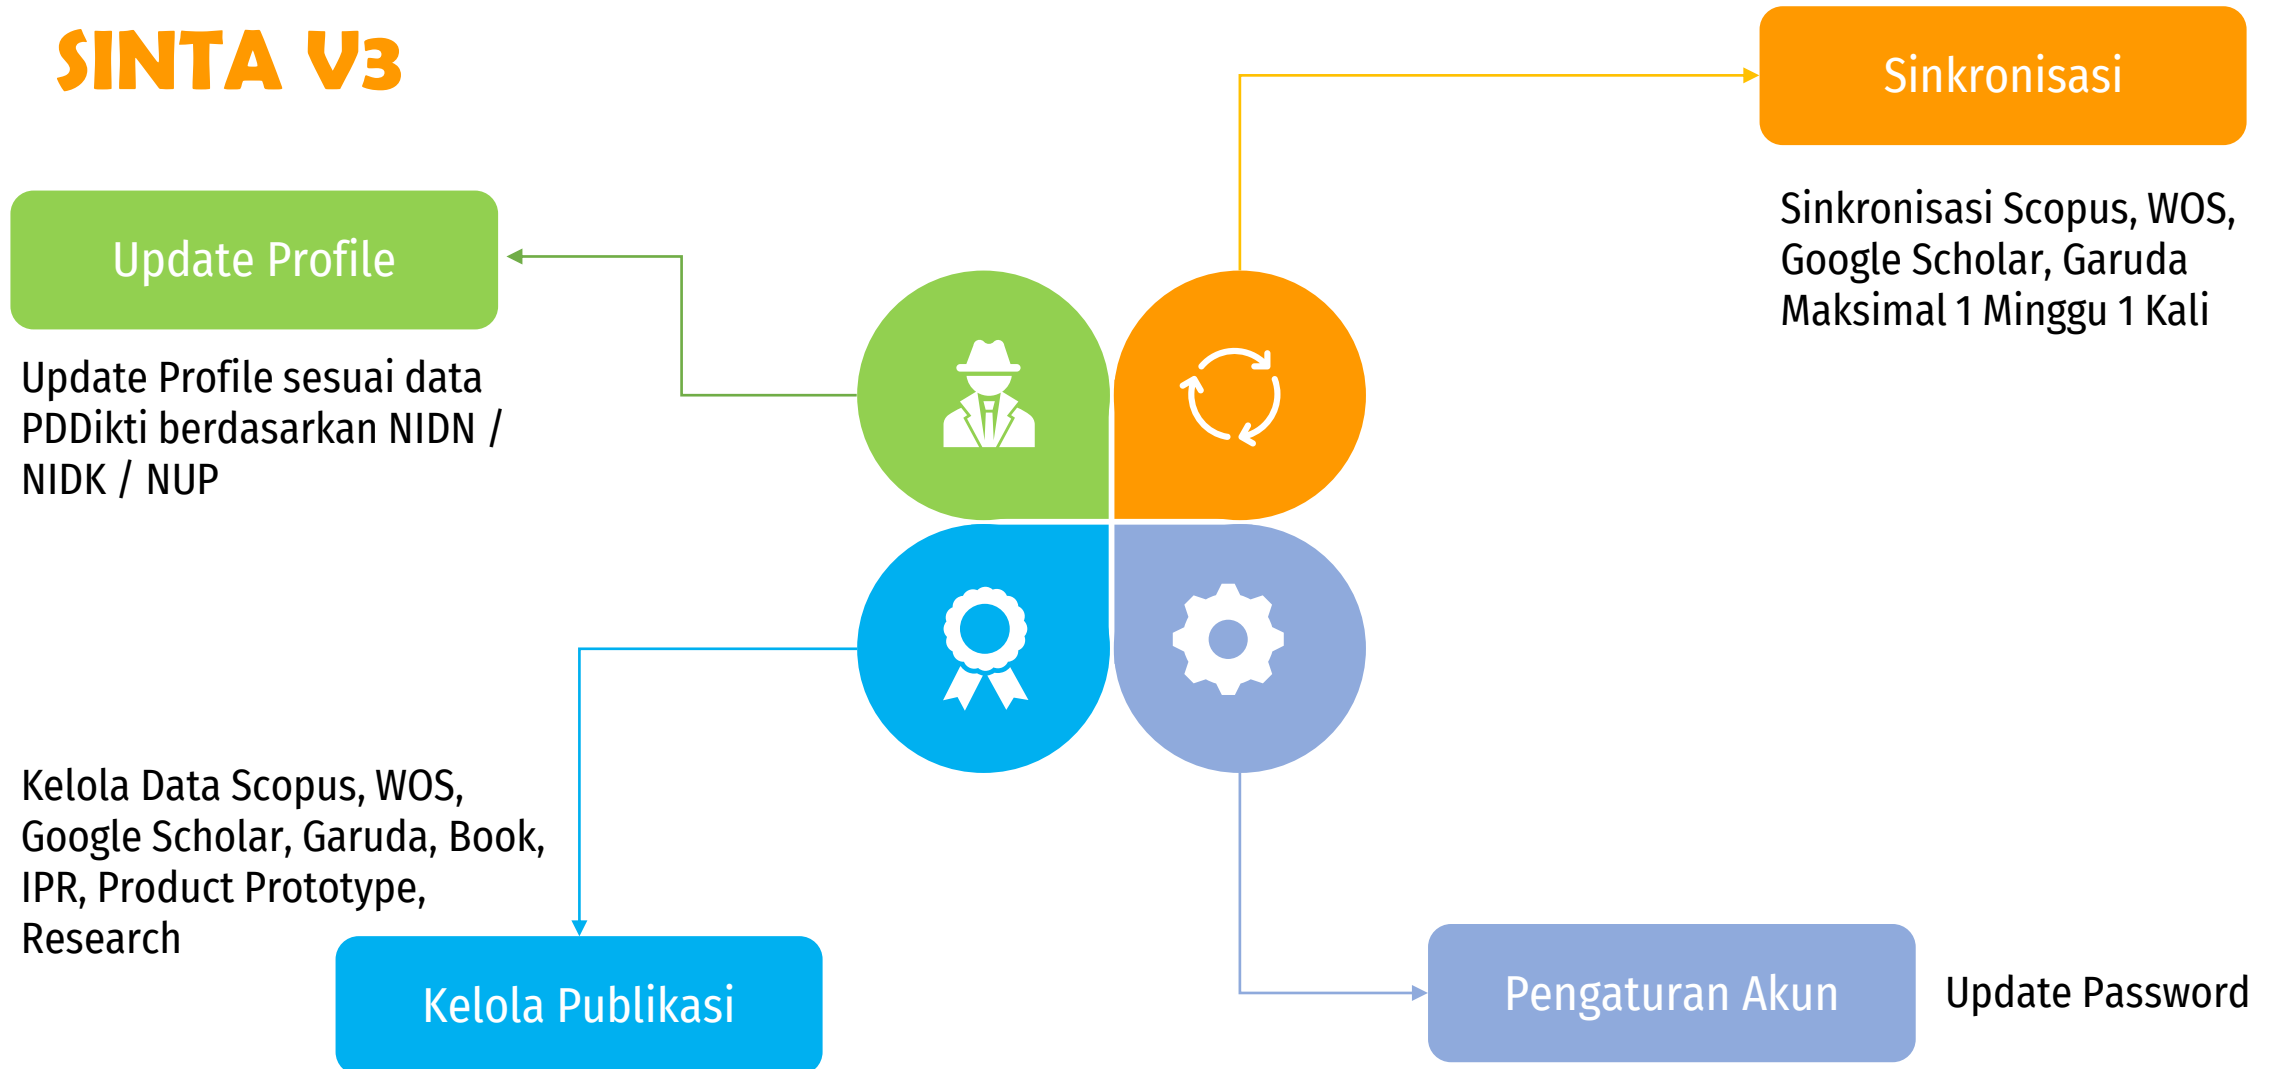 SINTA V3
Sinkronisasi
Sinkronisasi Scopus, WOS,
Google Scholar, Garuda
Maksimal 1 Minggu 1 Kali
Update Profile
Update Profile sesuai data
PDDikti berdasarkan NIDN /
NIDK / NUP
Kelola Data Scopus, WOS,
Google Scholar, Garuda, Book,
IPR, Product Prototype,
Research
Kelola Publikasi
Pengaturan Akun
Update Password